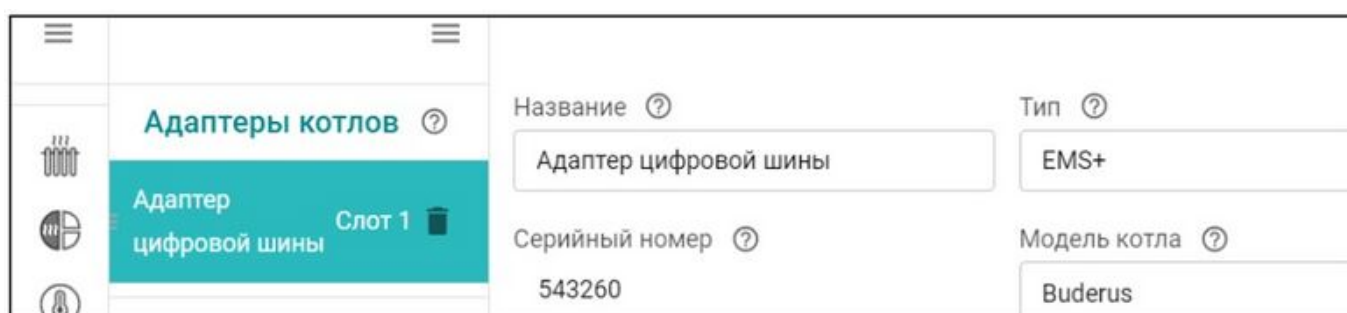 Адаптеры котлов
Адаптер
цифровой шины
Слот 1
Название
Адаптер цифровой шины
Тип
EMS+
Серийный номер
543260
Модель котла
Buderus